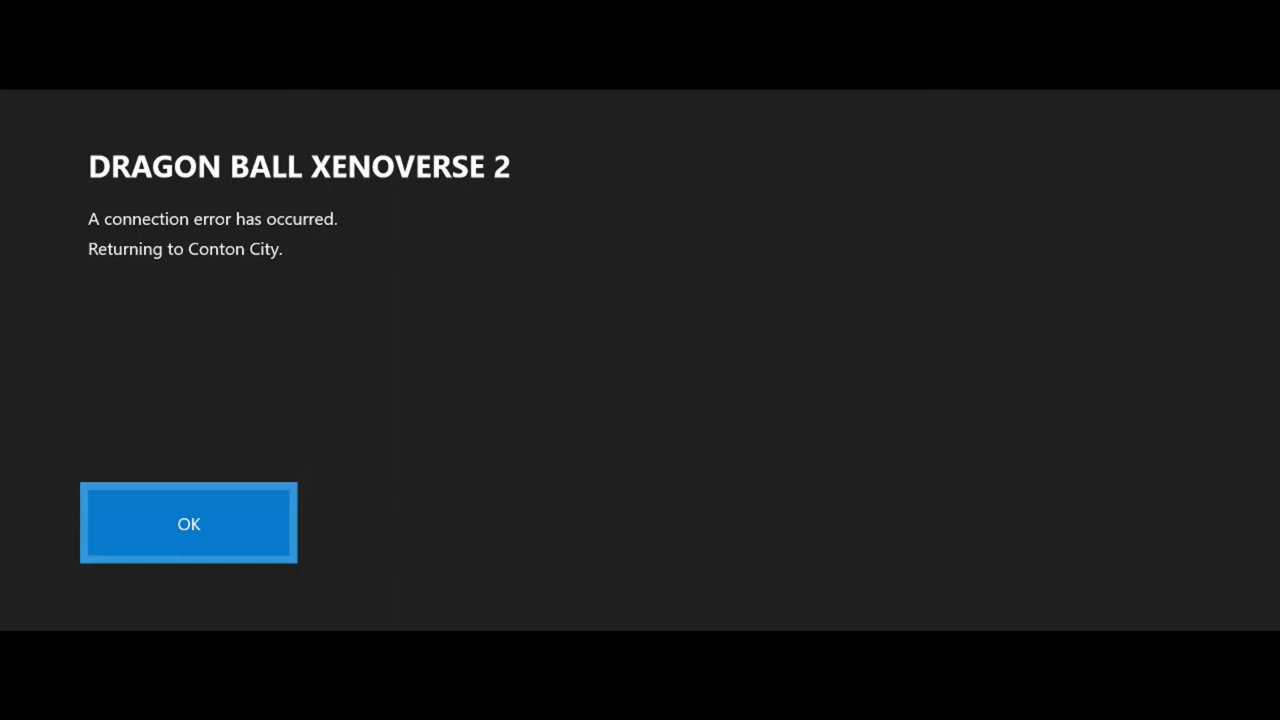 DRAGON BALL XENOVERSE 2
A connection error has occurred.
Returning to Conton City.
OK